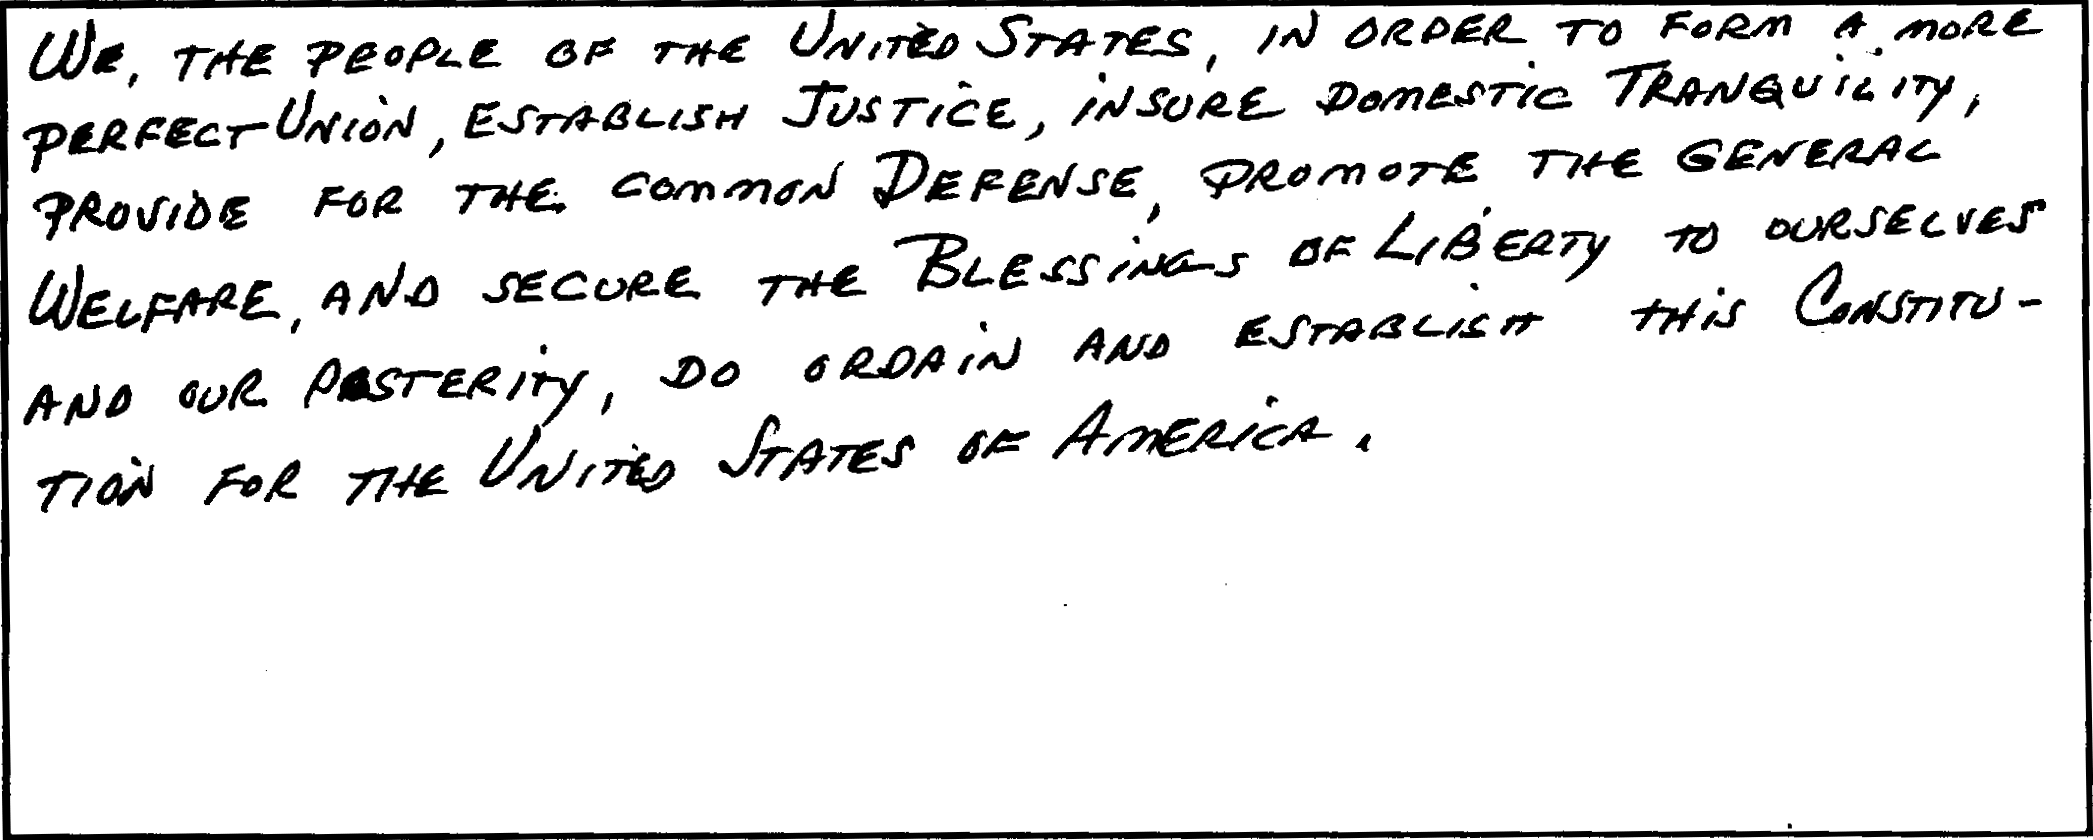 WE, THE PEOPLE OF THE UNITED STATES, IN ORDER TO FORM A MORE
PERFECT UNION, ESTABLISH JUSTICE, INSURE DOMESTIC TRANQUILITY,
PROVIDE FOR THE COMMON DEFENSE, PROMOTE THE GENERAL
WELFARE, AND SECURE THE BLESSINGS OF LIBERTY TO OURSELVES
AND OUR POSTERITY, DO ORDAIN AND ESTABLISH THIS CONSTITU-
TION FOR THE UNITED STATES OF AMERICA.